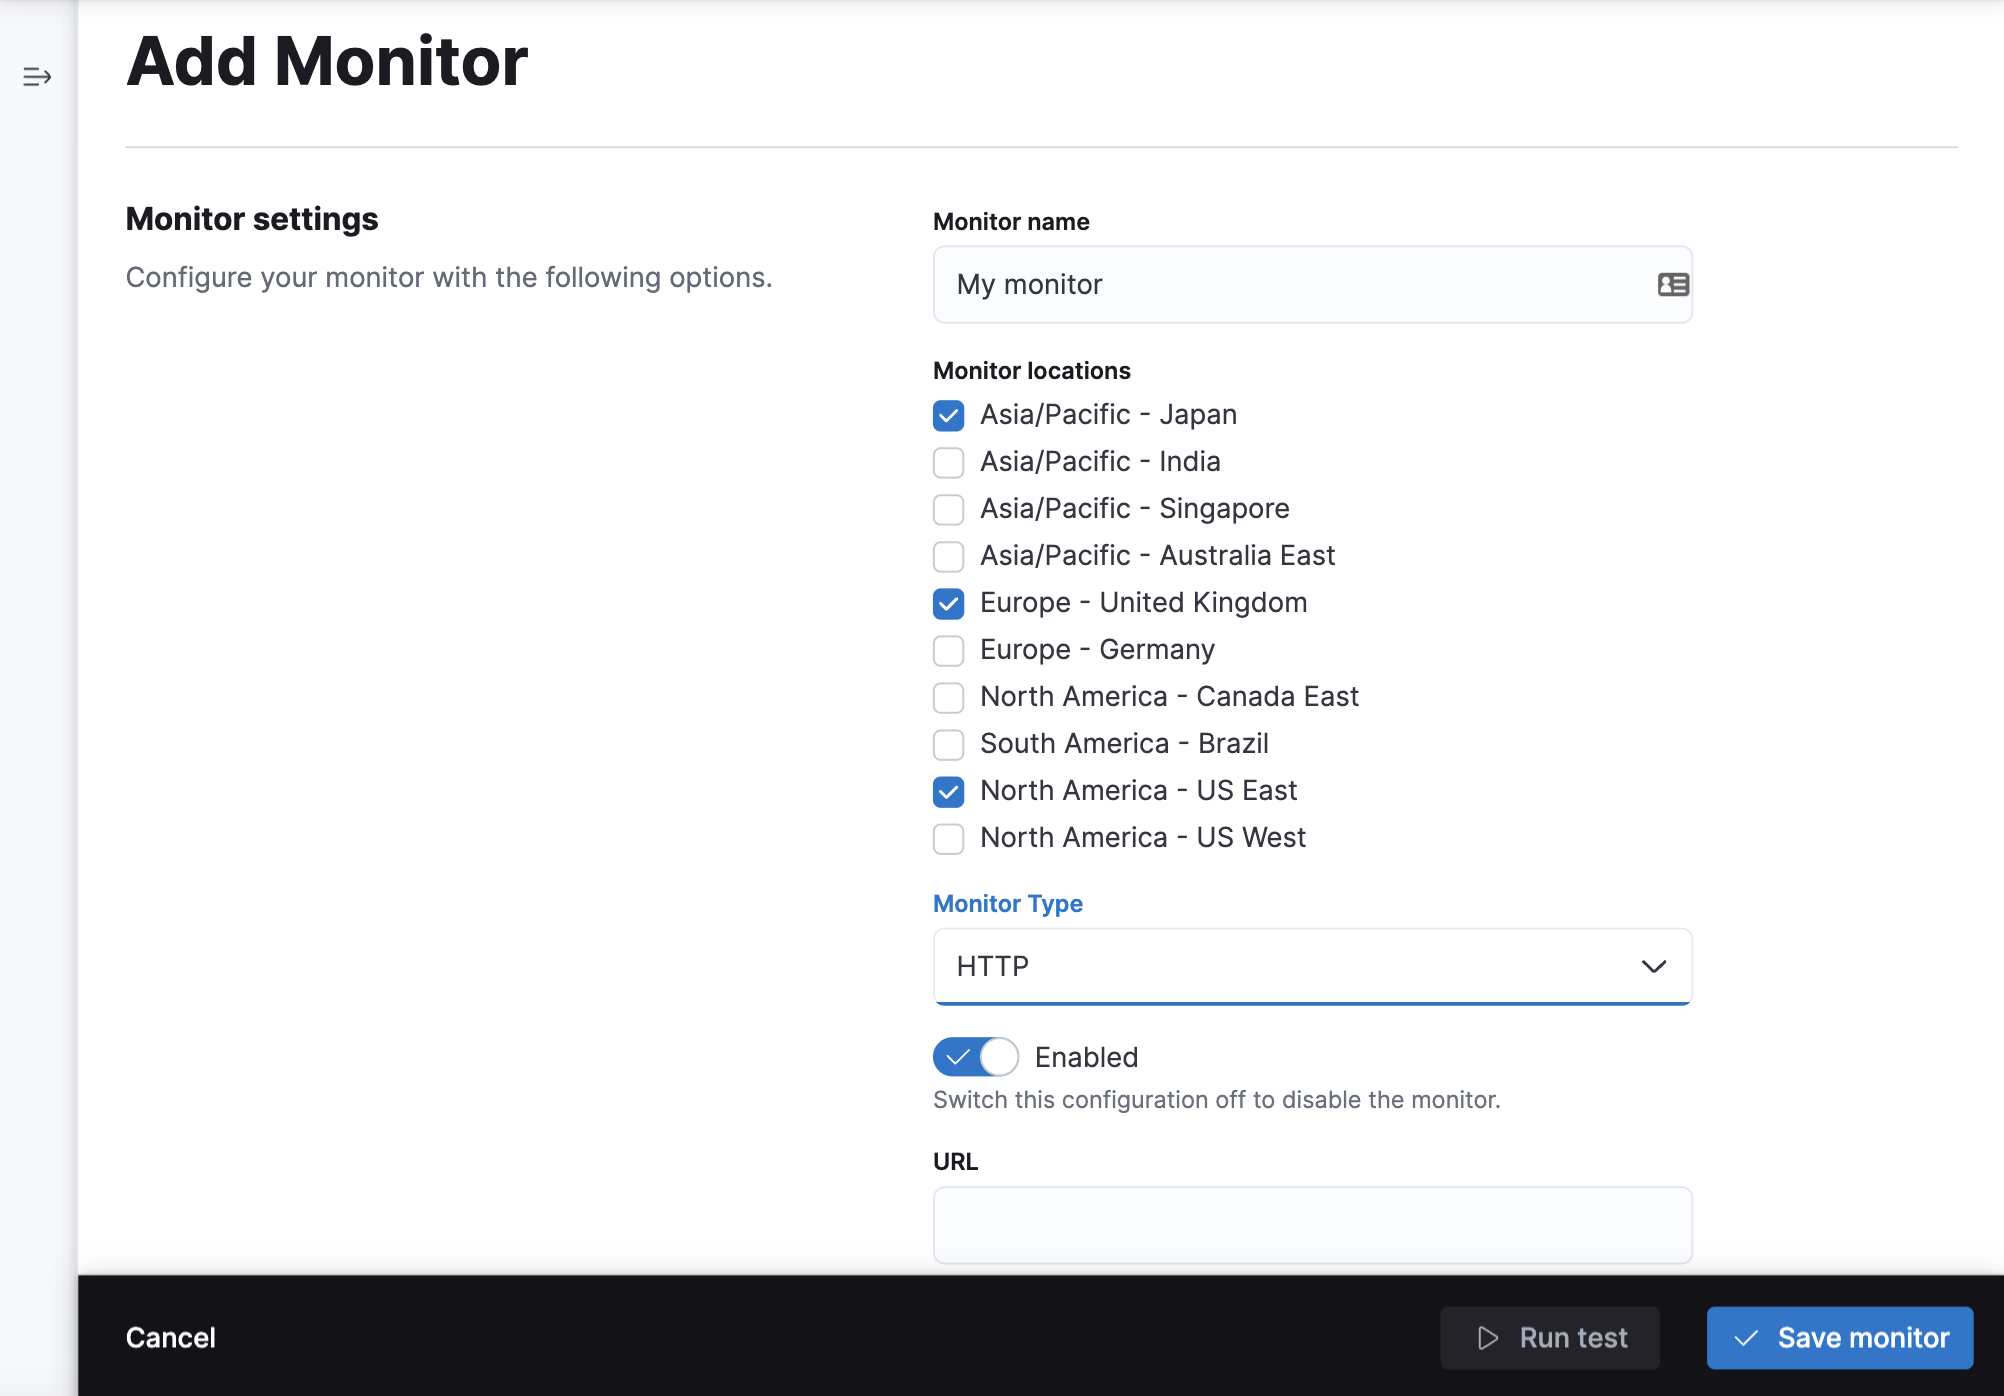 Add Monitor
Monitor settings
Configure your monitor with the following options.
Monitor name
My monitor
Monitor locations
Asia/Pacific - Japan
Asia/Pacific - India
Asia/Pacific - Singapore
Asia/Pacific - Australia East
Europe - United Kingdom
Europe - Germany
North America - Canada East
South America - Brazil
North America - US East
North America - US West
Monitor Type
HTTP
Enabled
Switch this configuration off to disable the monitor.
URL
Cancel
Run test
Save monitor